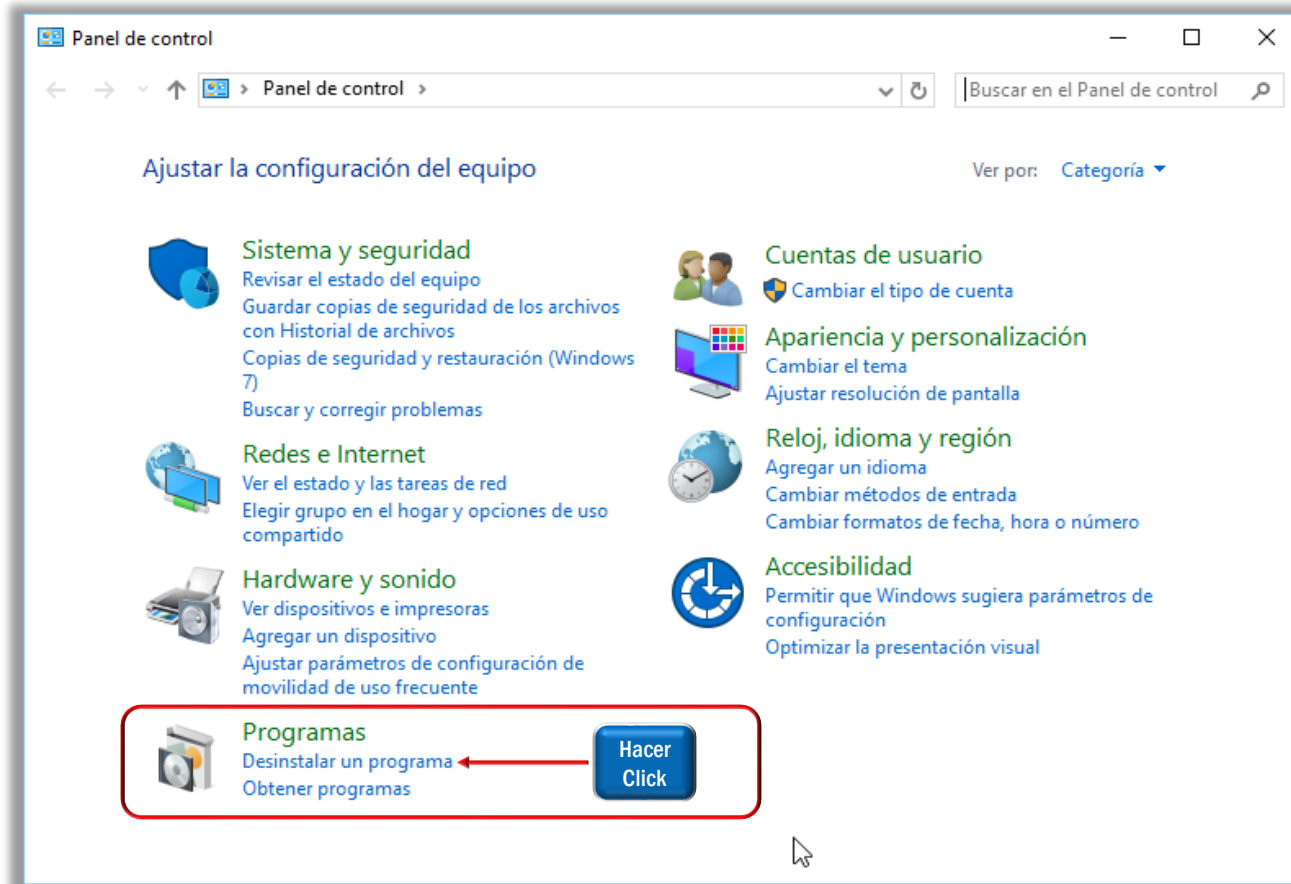 Panel de control
Panel de control
Buscar en el Panel de control
Ajustar la configuración del equipo
Ver por: Categoría
Sistema y seguridad
Revisar el estado del equipo
Guardar copias de seguridad de los archivos
con Historial de archivos
Copias de seguridad y restauración (Windows
7)
Buscar y corregir problemas
Redes e Internet
Ver el estado y las tareas de red
Elegir grupo en el hogar y opciones de uso
compartido
Hardware y sonido
Ver dispositivos e impresoras
Agregar un dispositivo
Ajustar parámetros de configuración de
movilidad de uso frecuente
Programas
Desinstalar un programa
Obtener programas
Hacer
Click
Cuentas de usuario
Cambiar el tipo de cuenta
Apariencia y personalización
Cambiar el tema
Ajustar resolución de pantalla
Reloj, idioma y región
Agregar un idioma
Cambiar métodos de entrada
Cambiar formatos de fecha, hora o número
Accesibilidad
Permitir que Windows sugiera parámetros de
configuración
Optimizar la presentación visual